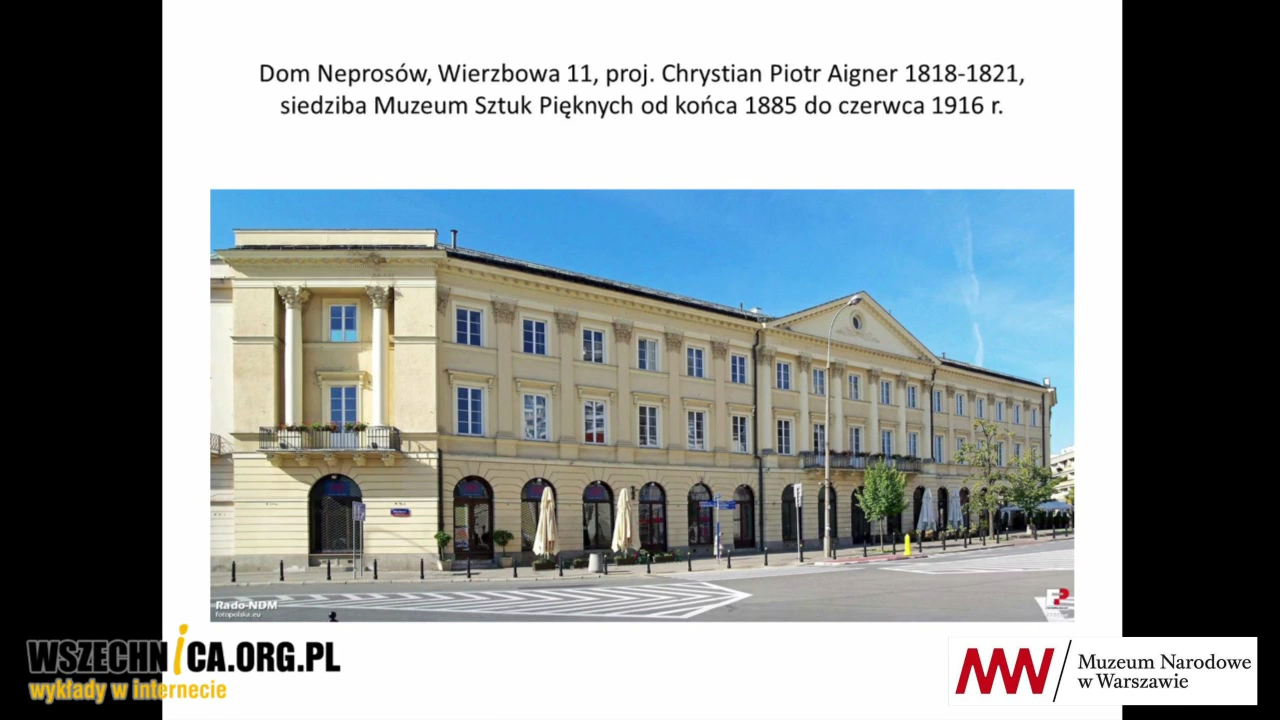 Dom Neprosów, Wierzbowa 11, proj. Chrystian Piotr Aigner 1818-1821,
siedziba Muzeum Sztuk Pięknych od końca 1885 do czerwca 1916 r.
Rado-NDM
fotopolska.eu
WSZECHNiCA.ORG.PL
wykłady w internecie
Muzeum Narodowe
w Warszawie